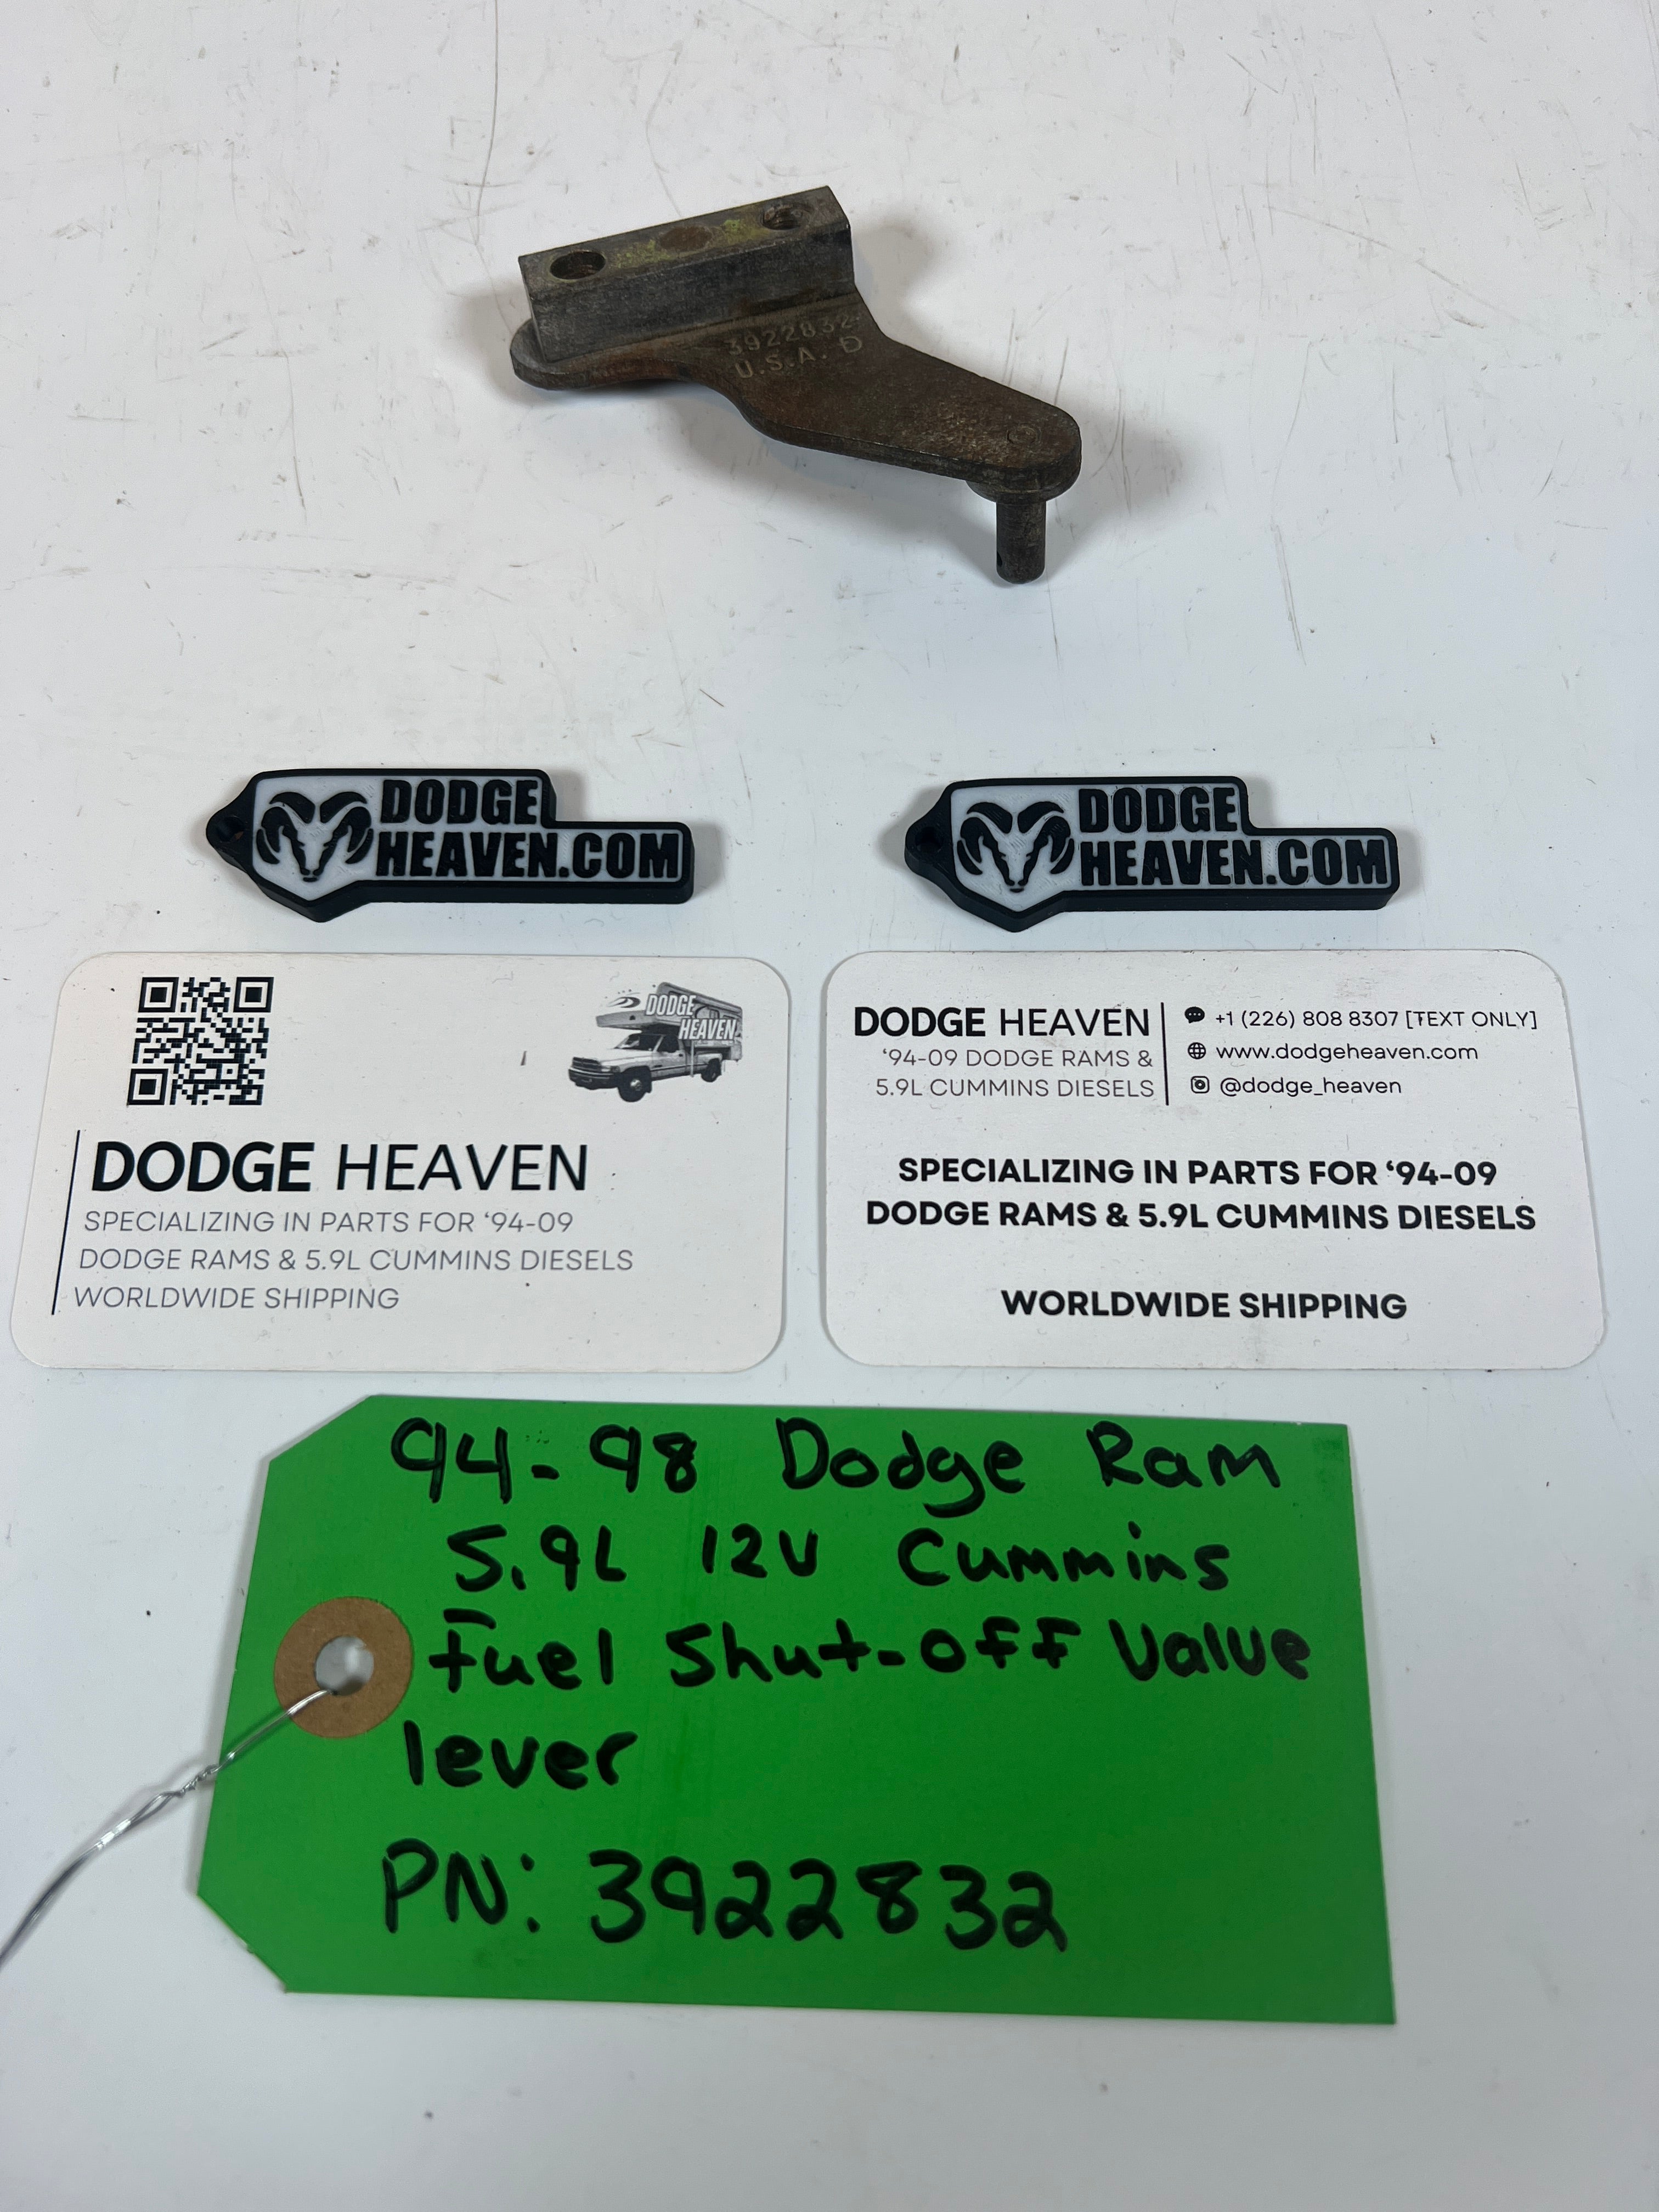 3922832
U.S.A. D
DODGE
HEAVEN.COM
DODGE
HEAVEN.COM
DODGE
HEAVEN
DODGE HEAVEN
SPECIALIZING IN PARTS FOR ‘94-09
DODGE RAMS & 5.9L CUMMINS DIESELS
WORLDWIDE SHIPPING
DODGE HEAVEN
‘94-09 DODGE RAMS &
5.9L CUMMINS DIESELS
+1 (226) 808 8307 [TEXT ONLY]
www.dodgeheaven.com
@dodge_heaven
SPECIALIZING IN PARTS FOR ‘94-09
DODGE RAMS & 5.9L CUMMINS DIESELS
WORLDWIDE SHIPPING
94-98 Dodge Ram
5.9L 12V Cummins
Fuel Shut-off Valve
lever
PN: 3922832